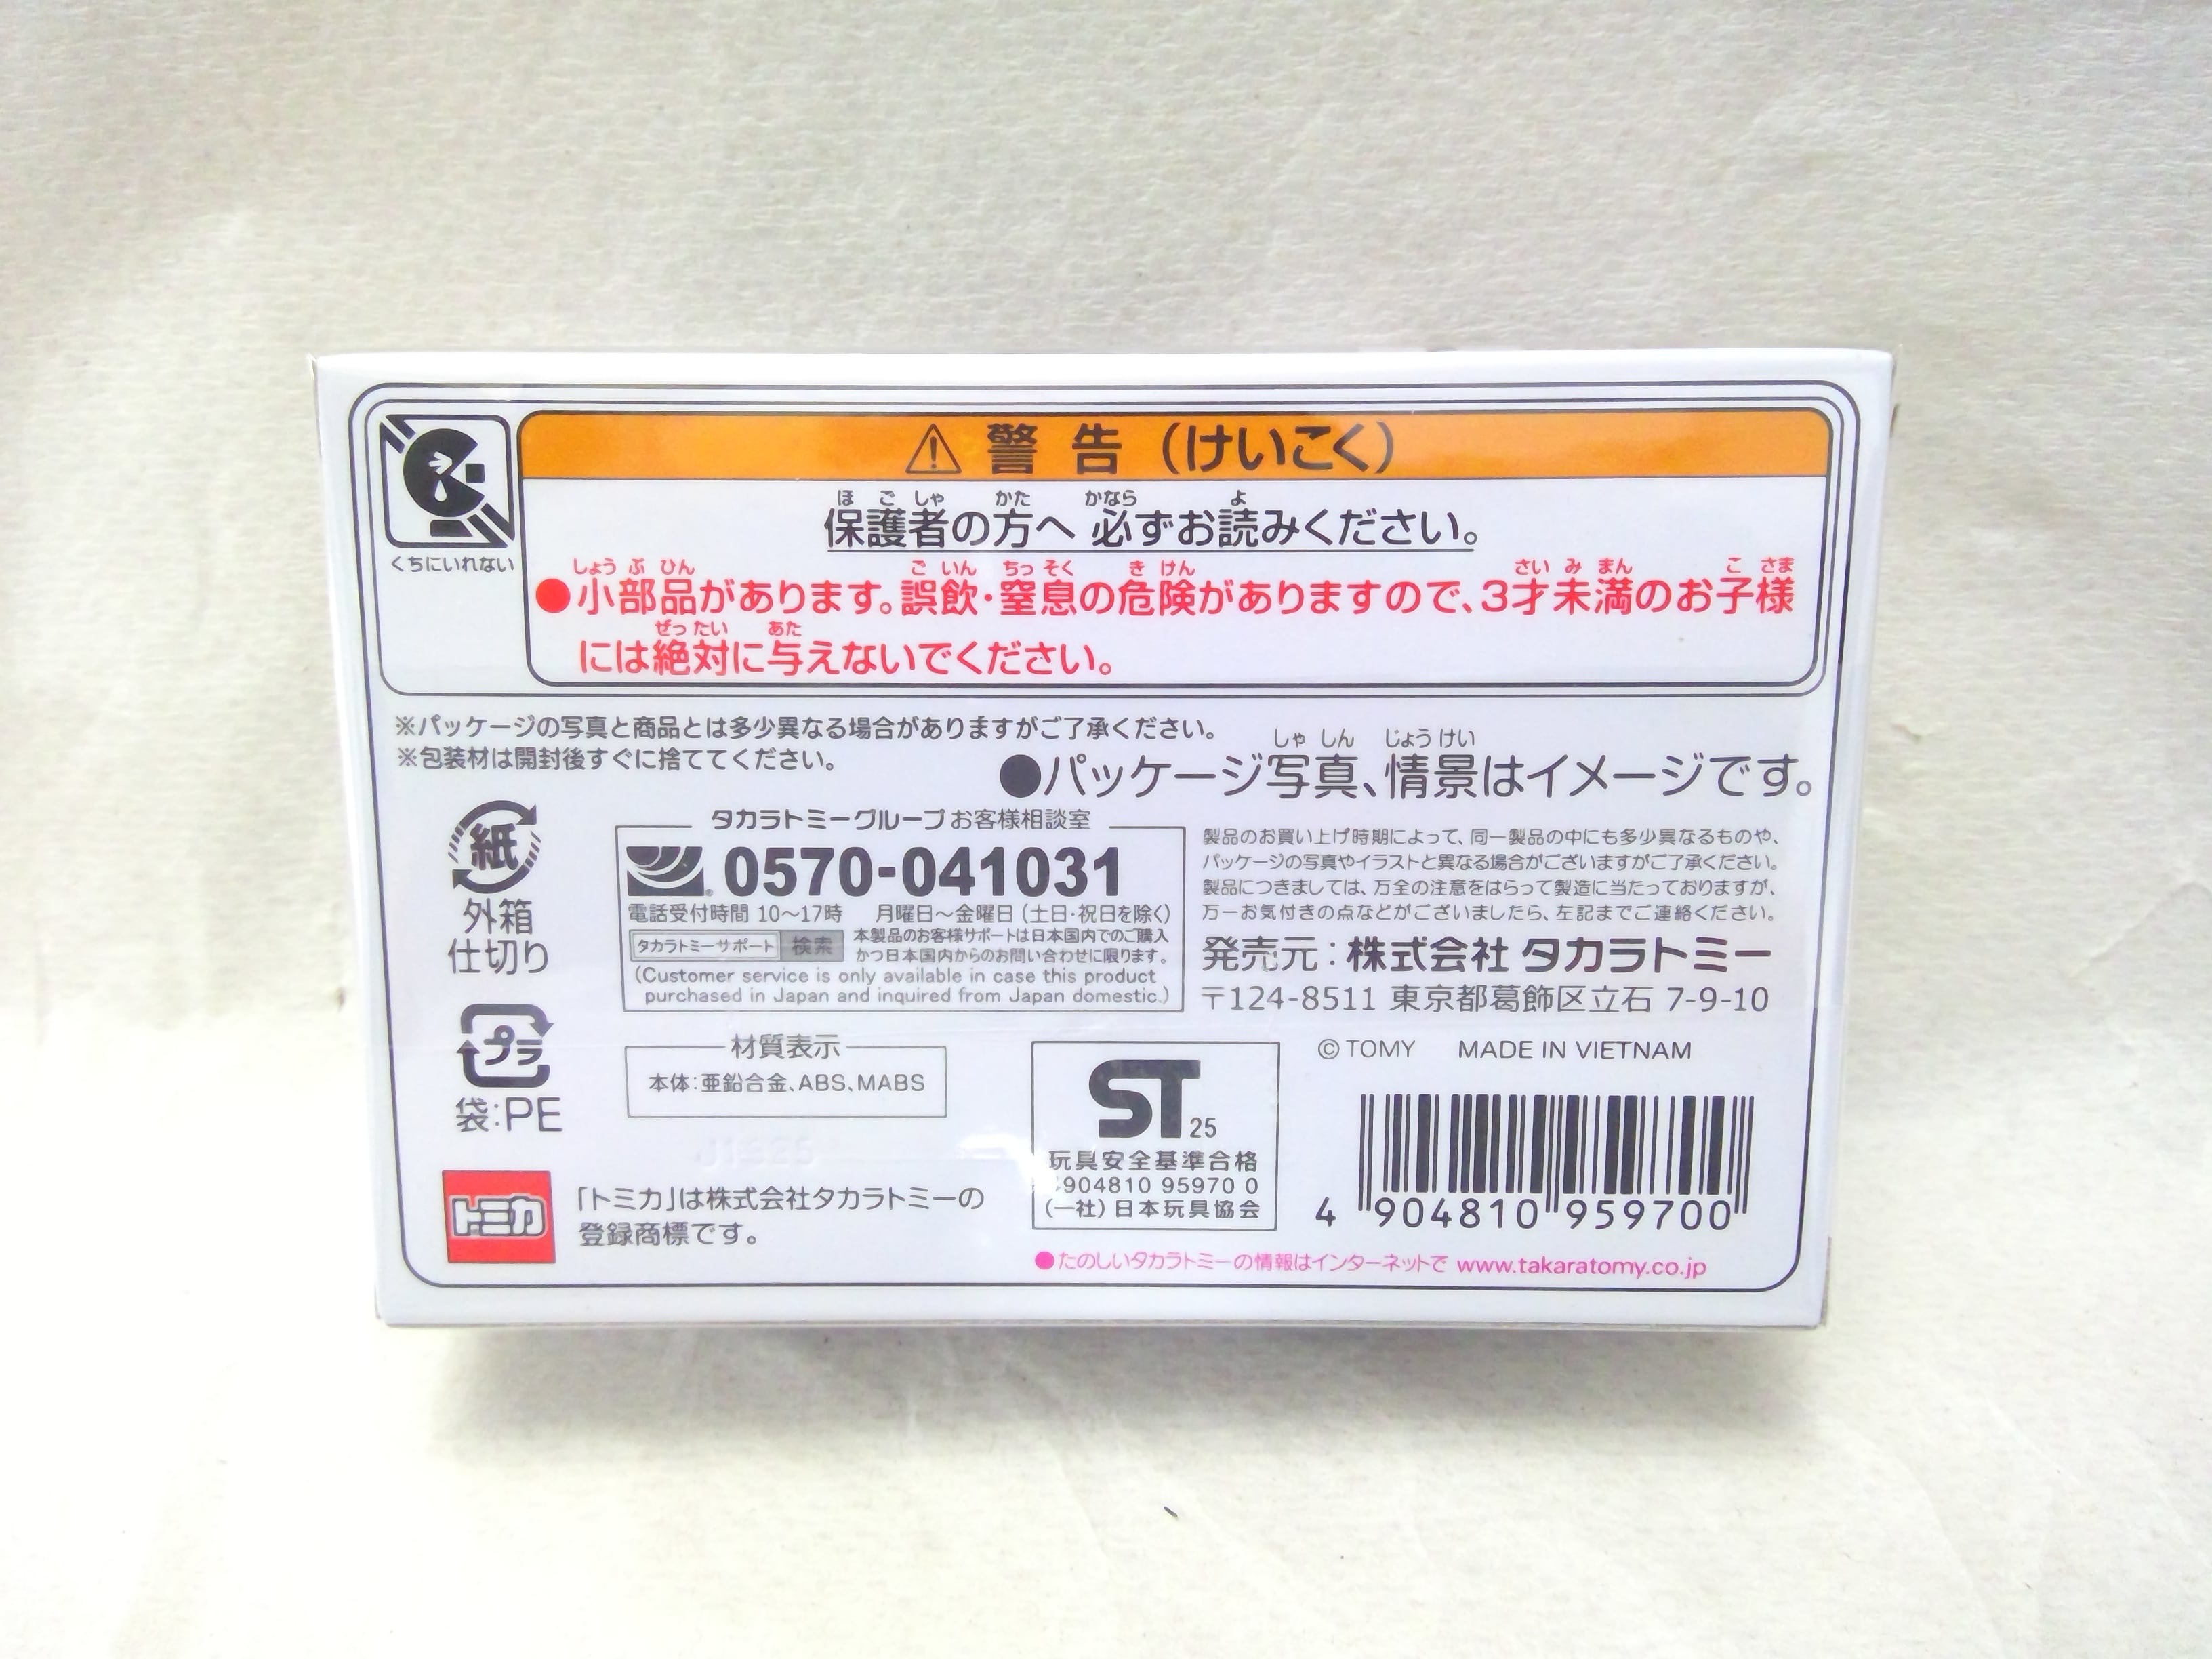 くちにいれない
⚠ 警告（けいこく）
ほごしゃ かた かなら よ
保護者の方へ 必ずお読みください。
しょうぶひん ごいん ちっそく きけん さいみまん こさま
●小部品があります。誤飲・窒息の危険がありますので、3才未満のお子様
ぜったい あた
には絶対に与えないでください。
※パッケージの写真と商品とは多少異なる場合がありますがご了承ください。
※包装材は開封後すぐに捨ててください。
しゃしん じょうけい
●パッケージ写真、情景はイメージです。
紙
外箱
仕切り
プラ
袋:PE
タカラトミーグループ お客様相談室
0570-041031
電話受付時間 10〜17時 月曜日〜金曜日（土日・祝日を除く）
タカラトミーサポート 検索
本製品のお客様サポートは日本国内でのご購入
かつ日本国内からのお問い合わせに限ります。
(Customer service is only available in case this product
purchased in Japan and inquired from Japan domestic.)
製品のお買い上げ時期によって、同一製品の中にも多少異なるものや、
パッケージの写真やイラストと異なる場合がございますがご了承ください。
製品につきましては、万全の注意をはらって製造に当たっておりますが、
万一お気付きの点などがございましたら、左記までご連絡ください。
発売元：株式会社 タカラトミー
〒124-8511 東京都葛飾区立石 7-9-10
材質表示
本体：亜鉛合金、ABS、MABS
© TOMY MADE IN VIETNAM
ST 25
玩具安全基準合格
904810 95970 0
(一社) 日本玩具協会
4 904810 959700
トミカ
「トミカ」は株式会社タカラトミーの
登録商標です。
●たのしいタカラトミーの情報はインターネットで www.takaratomy.co.jp